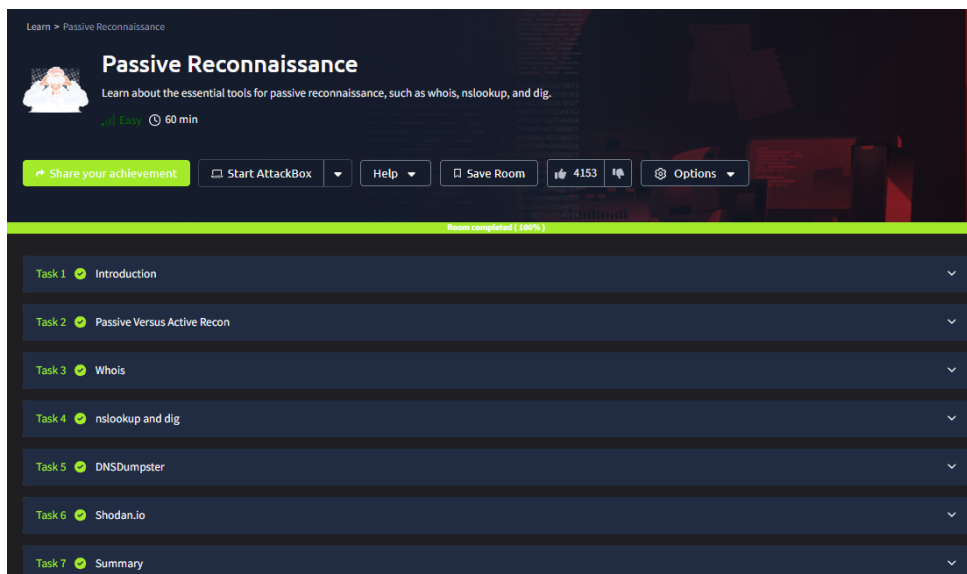 Learn > Passive Reconnaissance
Passive Reconnaissance
Learn about the essential tools for passive reconnaissance, such as whois, nslookup, and dig.
Easy 60 min
Share your achievement Start AttackBox Help Save Room 4153 Options
Room completed ( 100% )
Task 1 Introduction
Task 2 Passive Versus Active Recon
Task 3 Whois
Task 4 nslookup and dig
Task 5 DNSDumpster
Task 6 Shodan.io
Task 7 Summary